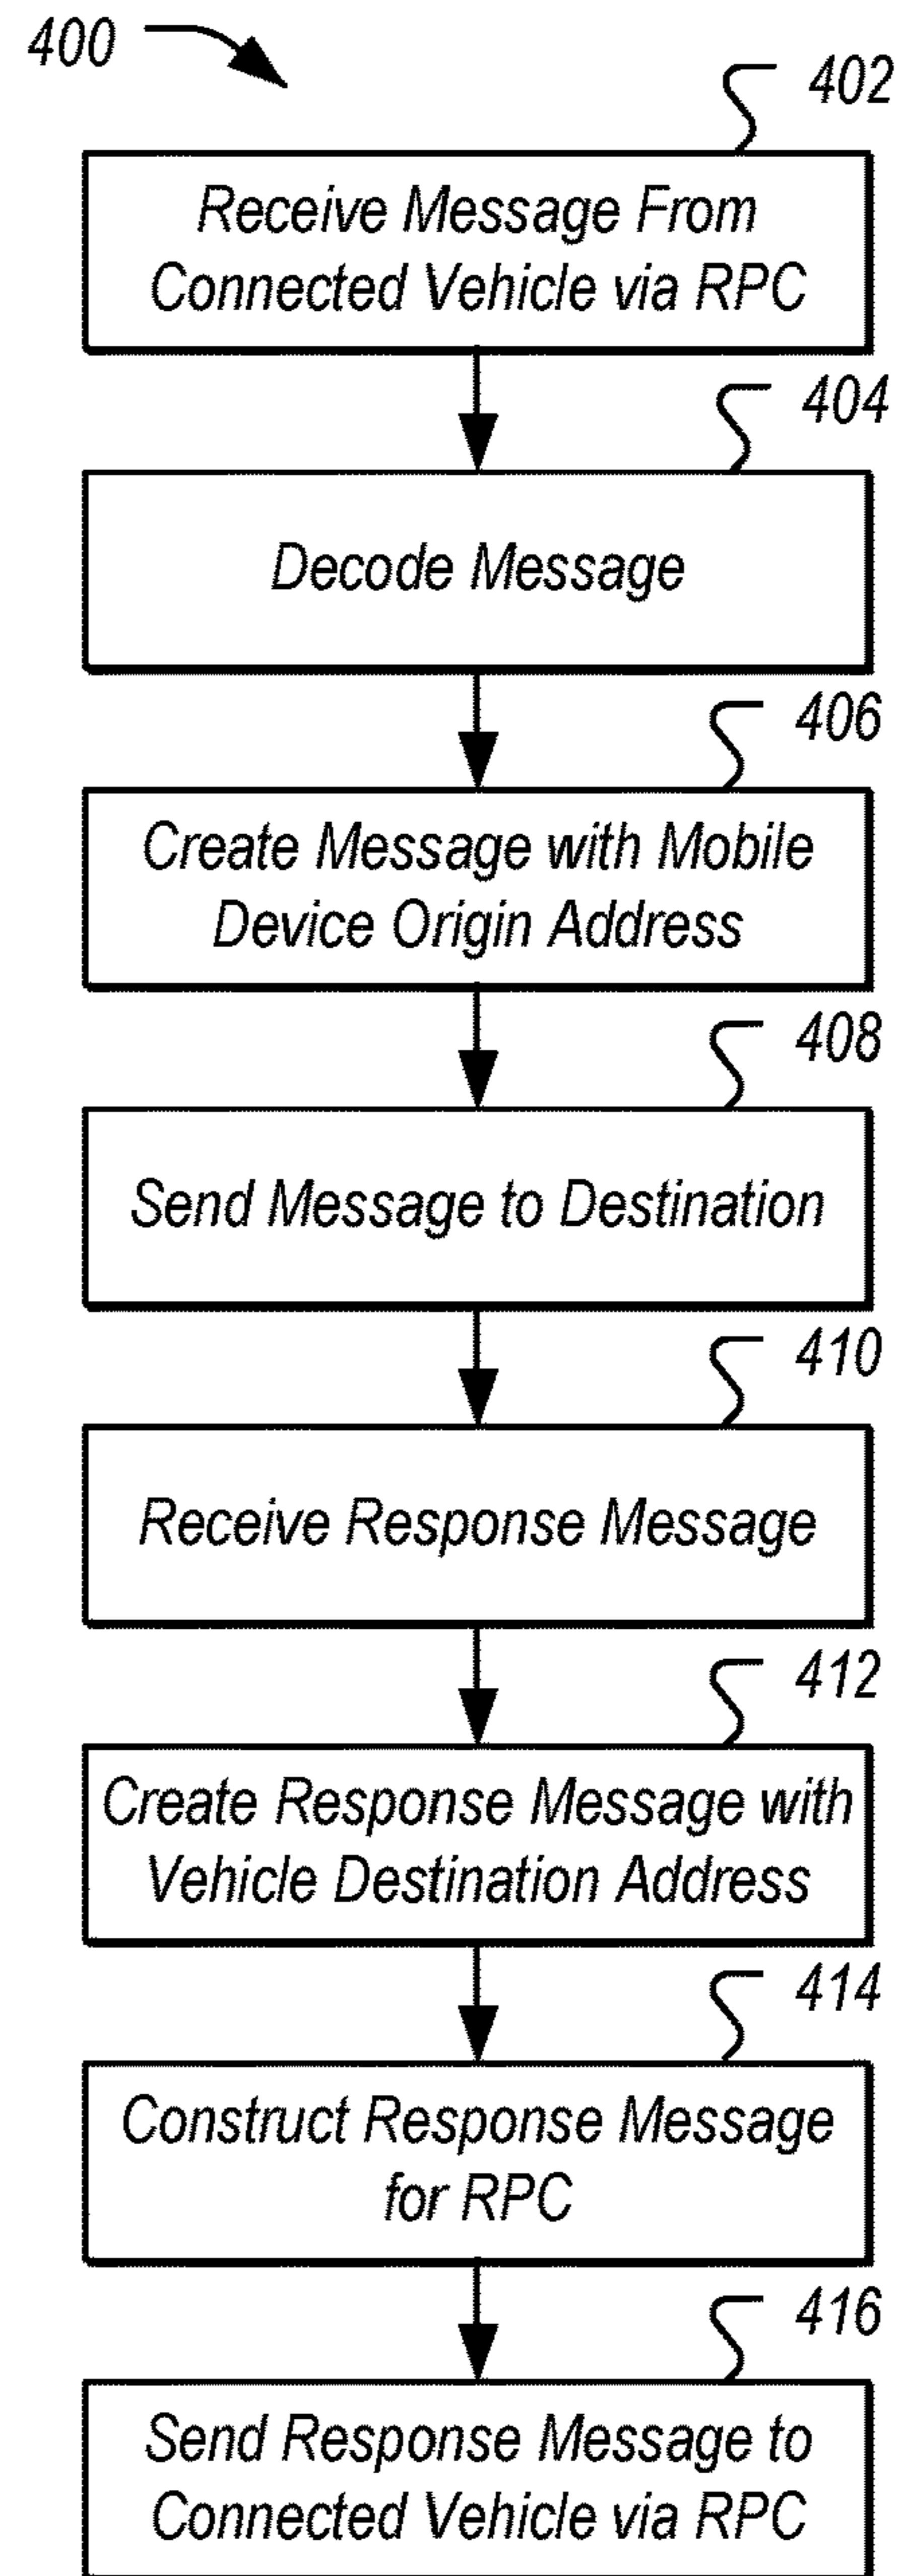 400
402
Receive Message From
Connected Vehicle via RPC
404
Decode Message
406
Create Message with Mobile
Device Origin Address
408
Send Message to Destination
410
Receive Response Message
412
Create Response Message with
Vehicle Destination Address
414
Construct Response Message
for RPC
416
Send Response Message to
Connected Vehicle via RPC